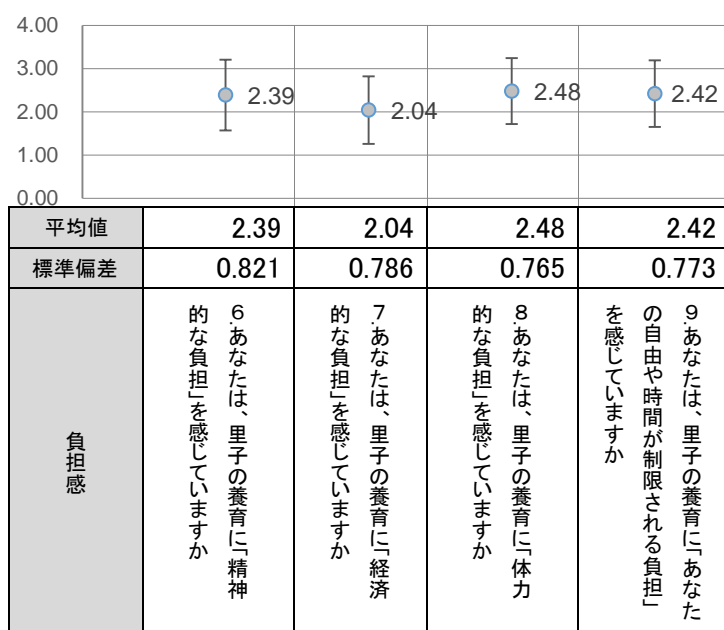 4.00
3.00
2.00
1.00
0.00
2.39
2.04
2.48
2.42
平均値 2.39 2.04 2.48 2.42
標準偏差 0.821 0.786 0.765 0.773
負担感
６.あなたは、里子の養育に「精神
的な負担」を感じていますか
７.あなたは、里子の養育に「経済
的な負担」を感じていますか
８.あなたは、里子の養育に「体力
的な負担」を感じていますか
９.あなたは、里子の養育に「あなた
の自由や時間が制限される負担」
を感じていますか